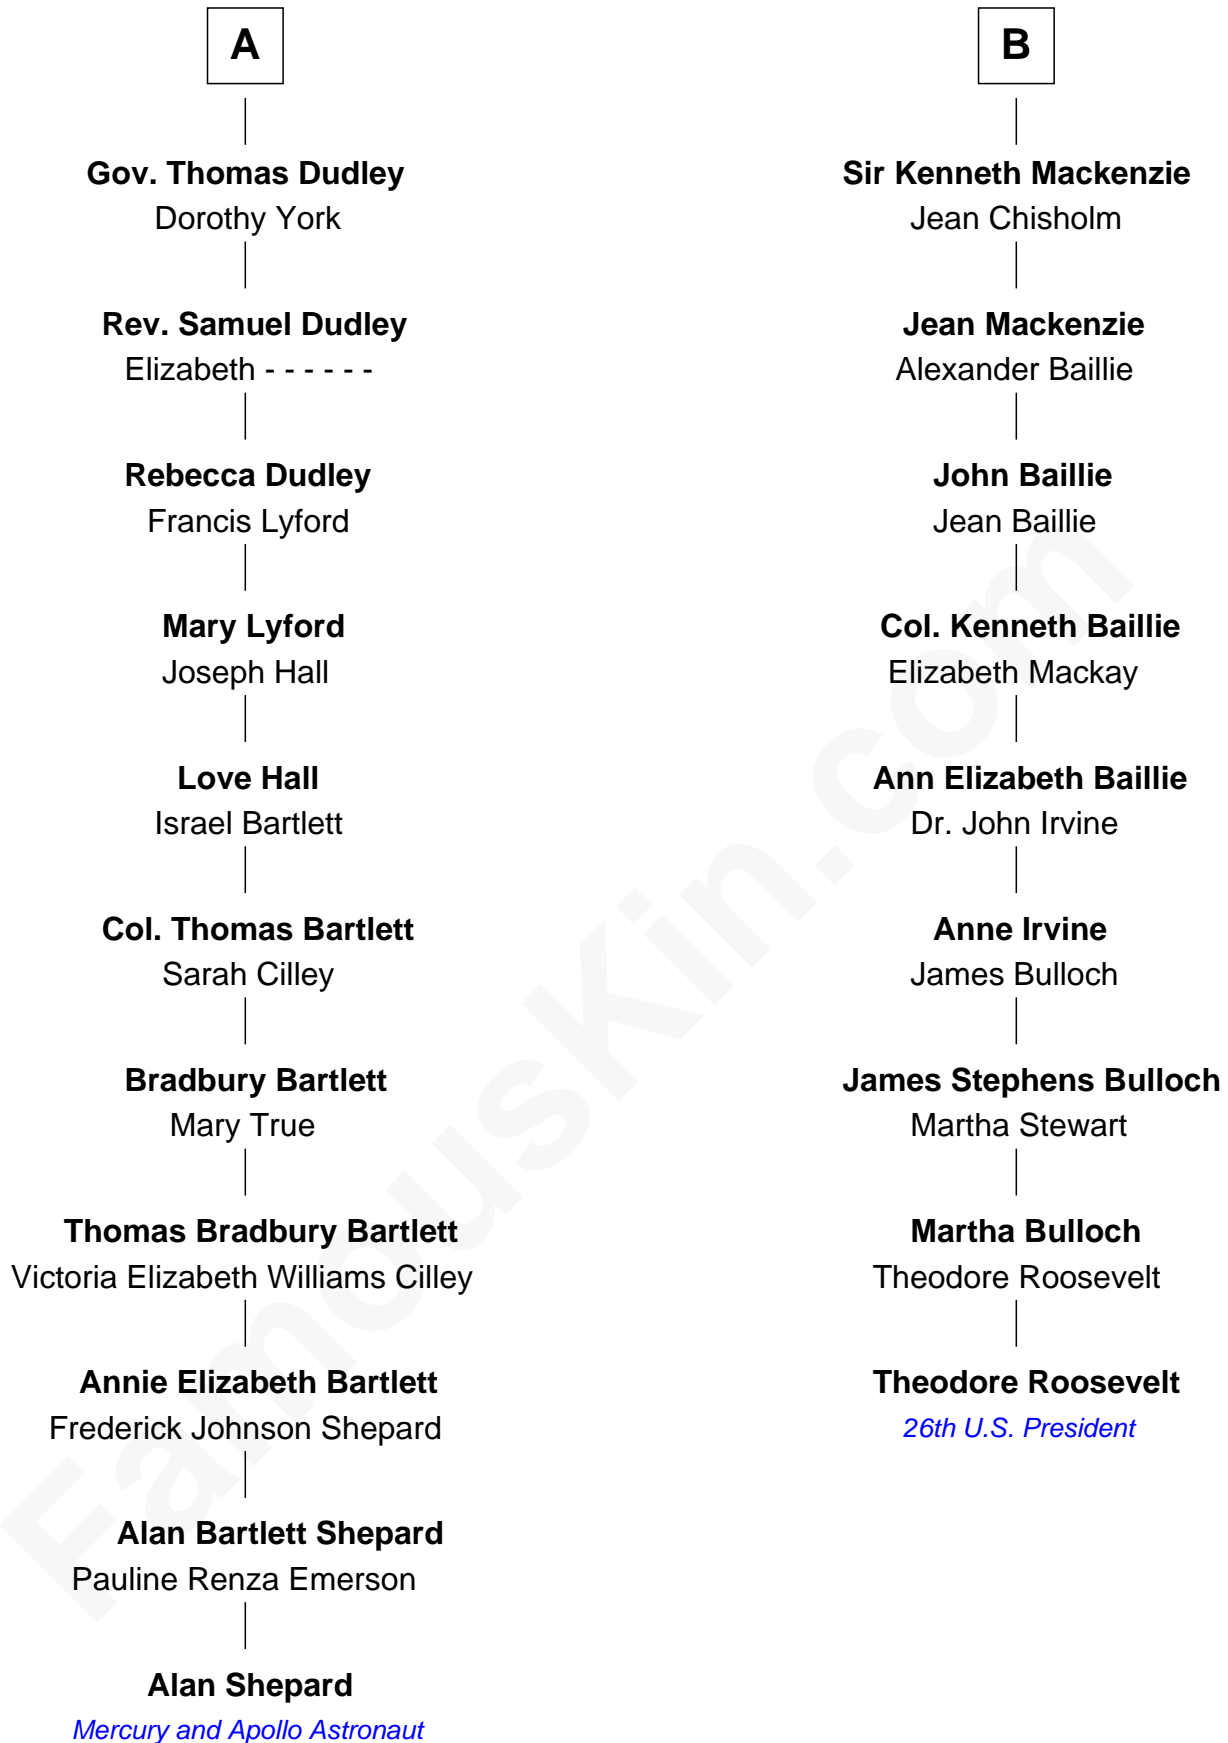 A
Gov. Thomas Dudley
Dorothy York
Rev. Samuel Dudley
Elizabeth - - - - - -
Rebecca Dudley
Francis Lyford
Mary Lyford
Joseph Hall
Love Hall
Israel Bartlett
Col. Thomas Bartlett
Sarah Cilley
Bradbury Bartlett
Mary True
Thomas Bradbury Bartlett
Victoria Elizabeth Williams Cilley
Annie Elizabeth Bartlett
Frederick Johnson Shepard
Alan Bartlett Shepard
Pauline Renza Emerson
Alan Shepard
Mercury and Apollo Astronaut
B
Sir Kenneth Mackenzie
Jean Chisholm
Jean Mackenzie
Alexander Baillie
John Baillie
Jean Baillie
Col. Kenneth Baillie
Elizabeth Mackay
Ann Elizabeth Baillie
Dr. John Irvine
Anne Irvine
James Bulloch
James Stephens Bulloch
Martha Stewart
Martha Bulloch
Theodore Roosevelt
Theodore Roosevelt
26th U.S. President
FamousKin.com